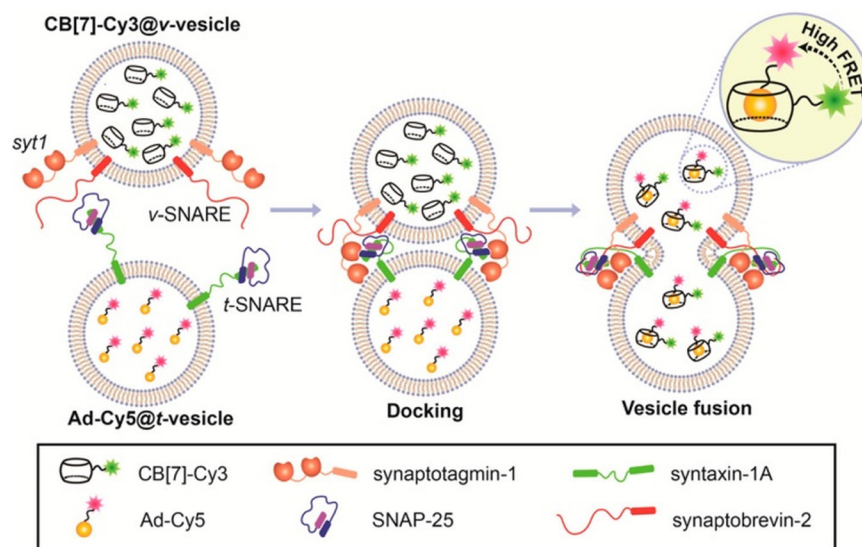 CB[7]-Cy3@v-vesicle
High FRET
syt1
v-SNARE
t-SNARE
Ad-Cy5@t-vesicle
Docking
Vesicle fusion
CB[7]-Cy3
synaptotagmin-1
syntaxin-1A
Ad-Cy5
SNAP-25
synaptobrevin-2